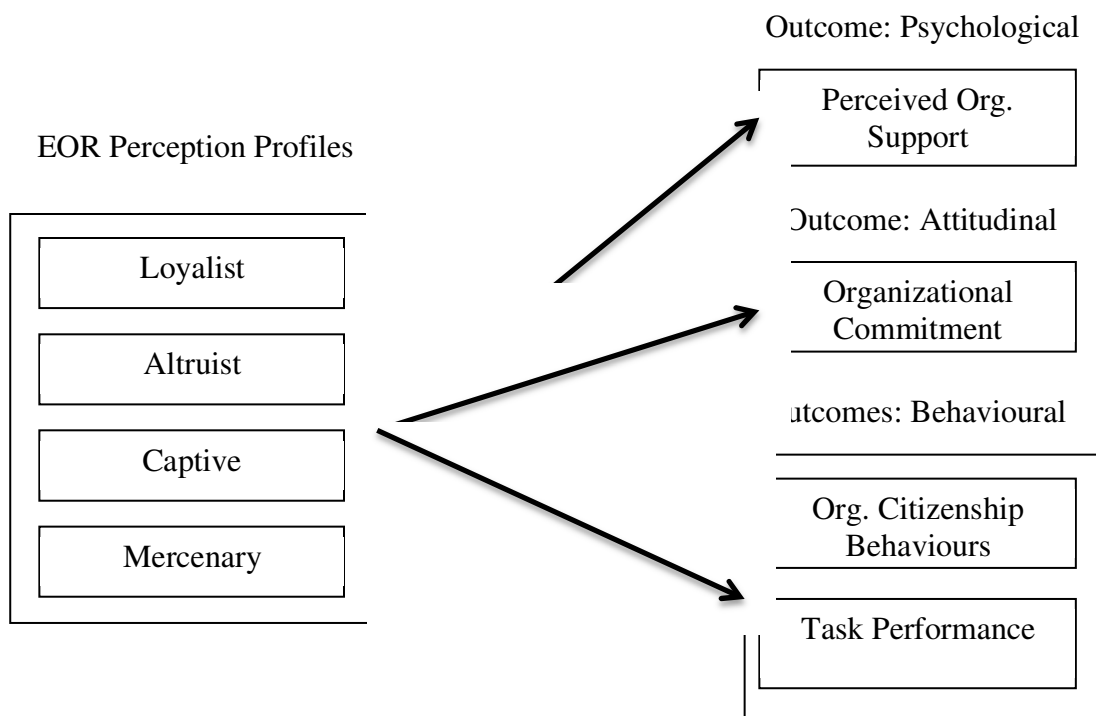 EOR Perception Profiles
Loyalist
Altruist
Captive
Mercenary
Outcome: Psychological
Perceived Org.
Support
Outcome: Attitudinal
Organizational
Commitment
utcomes: Behavioural
Org. Citizenship
Behaviours
Task Performance